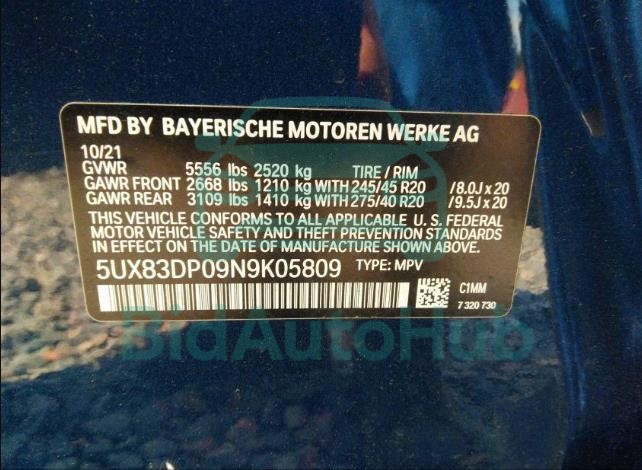 MFD BY BAYERISCHE MOTOREN WERKE AG
10/21
GVWR 5556 lbs 2520 kg TIRE / RIM
GAWR FRONT 2668 lbs 1210 kg WITH 245/45 R20 /8.0J x 20
GAWR REAR 3109 lbs 1410 kg WITH 275/40 R20 /9.5J x 20
THIS VEHICLE CONFORMS TO ALL APPLICABLE U. S. FEDERAL
MOTOR VEHICLE SAFETY AND THEFT PREVENTION STANDARDS
IN EFFECT ON THE DATE OF MANUFACTURE SHOWN ABOVE.
5UX83DP09N9K05809 TYPE: MPV
C1MM
7 320 730
BidAutoHub